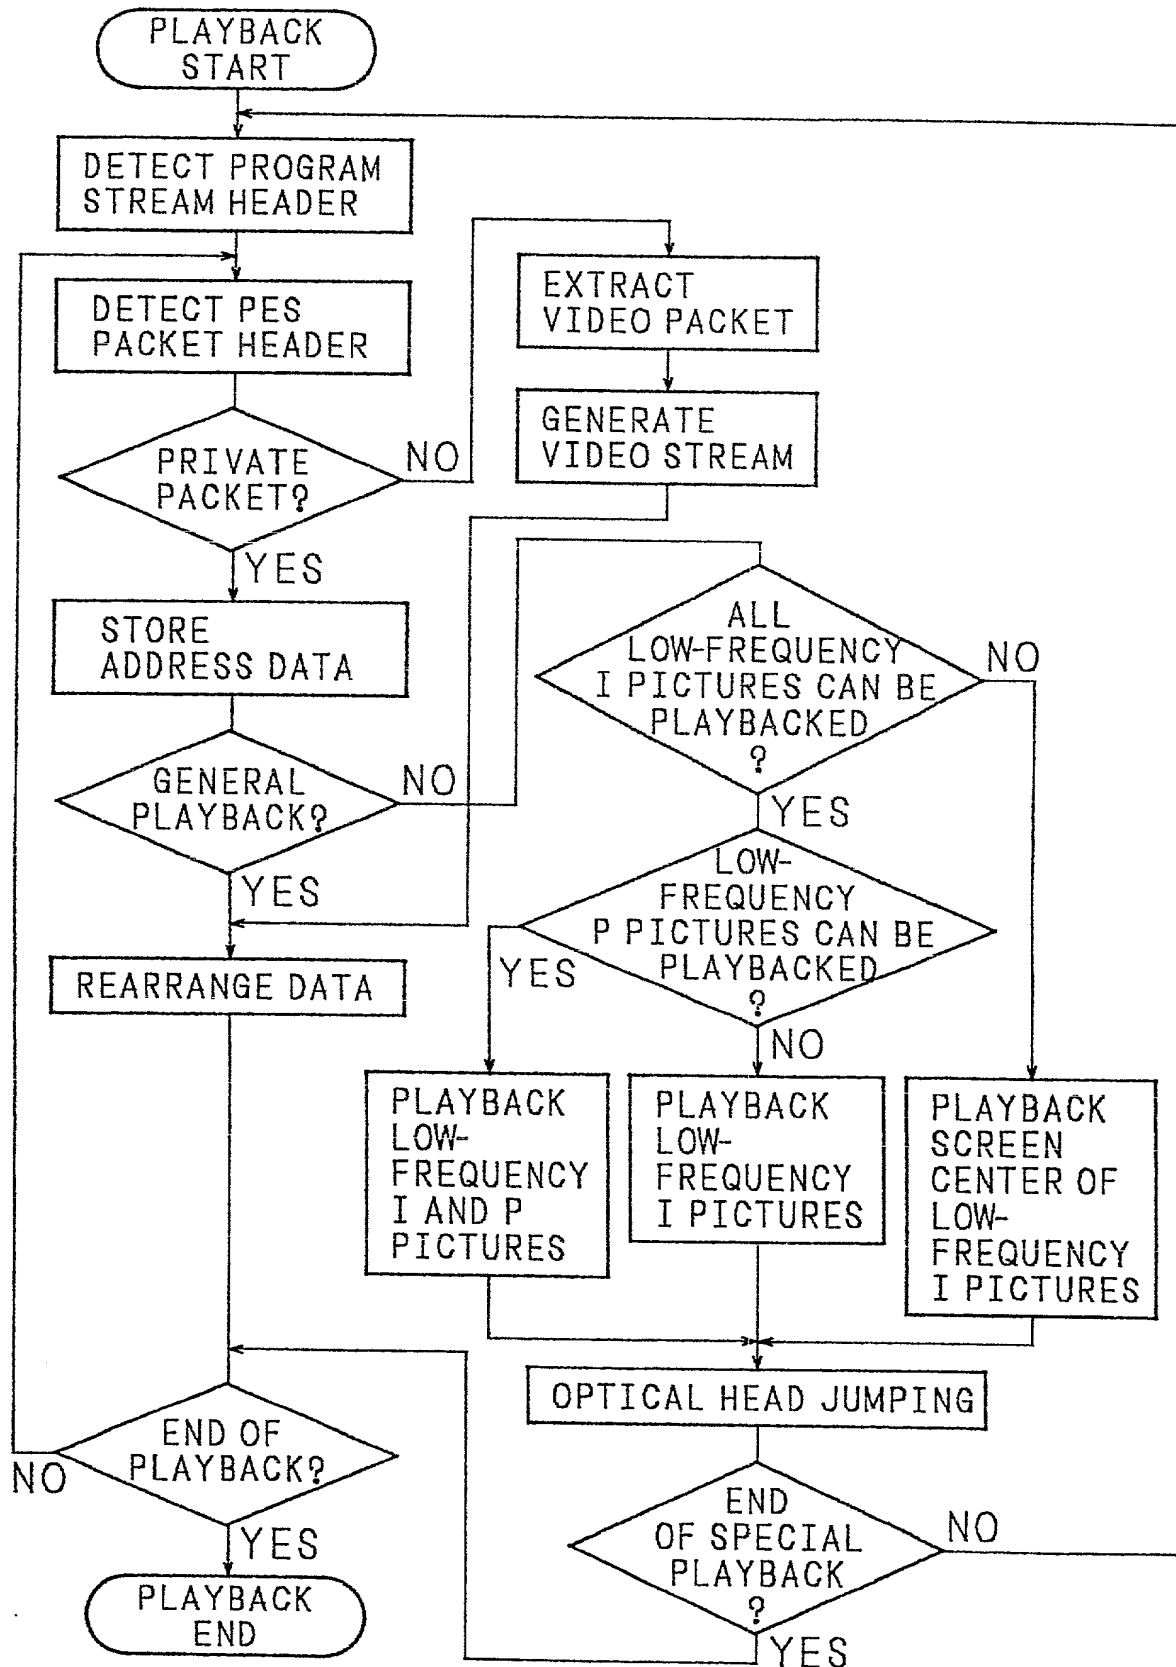 PLAYBACK
START
DETECT PROGRAM
STREAM HEADER
DETECT PES
PACKET HEADER
PRIVATE
PACKET?
NO
YES
EXTRACT
VIDEO PACKET
GENERATE
VIDEO STREAM
STORE
ADDRESS DATA
GENERAL
PLAYBACK?
NO
YES
ALL
LOW-FREQUENCY
I PICTURES CAN BE
PLAYBACKED
?
NO
YES
LOW-
FREQUENCY
P PICTURES CAN BE
PLAYBACKED
?
YES
NO
REARRANGE DATA
PLAYBACK
LOW-
FREQUENCY
I AND P
PICTURES
PLAYBACK
LOW-
FREQUENCY
I PICTURES
PLAYBACK
SCREEN
CENTER OF
LOW-
FREQUENCY
I PICTURES
OPTICAL HEAD JUMPING
END OF
PLAYBACK?
NO
YES
END
OF SPECIAL
PLAYBACK
?
NO
YES
PLAYBACK
END